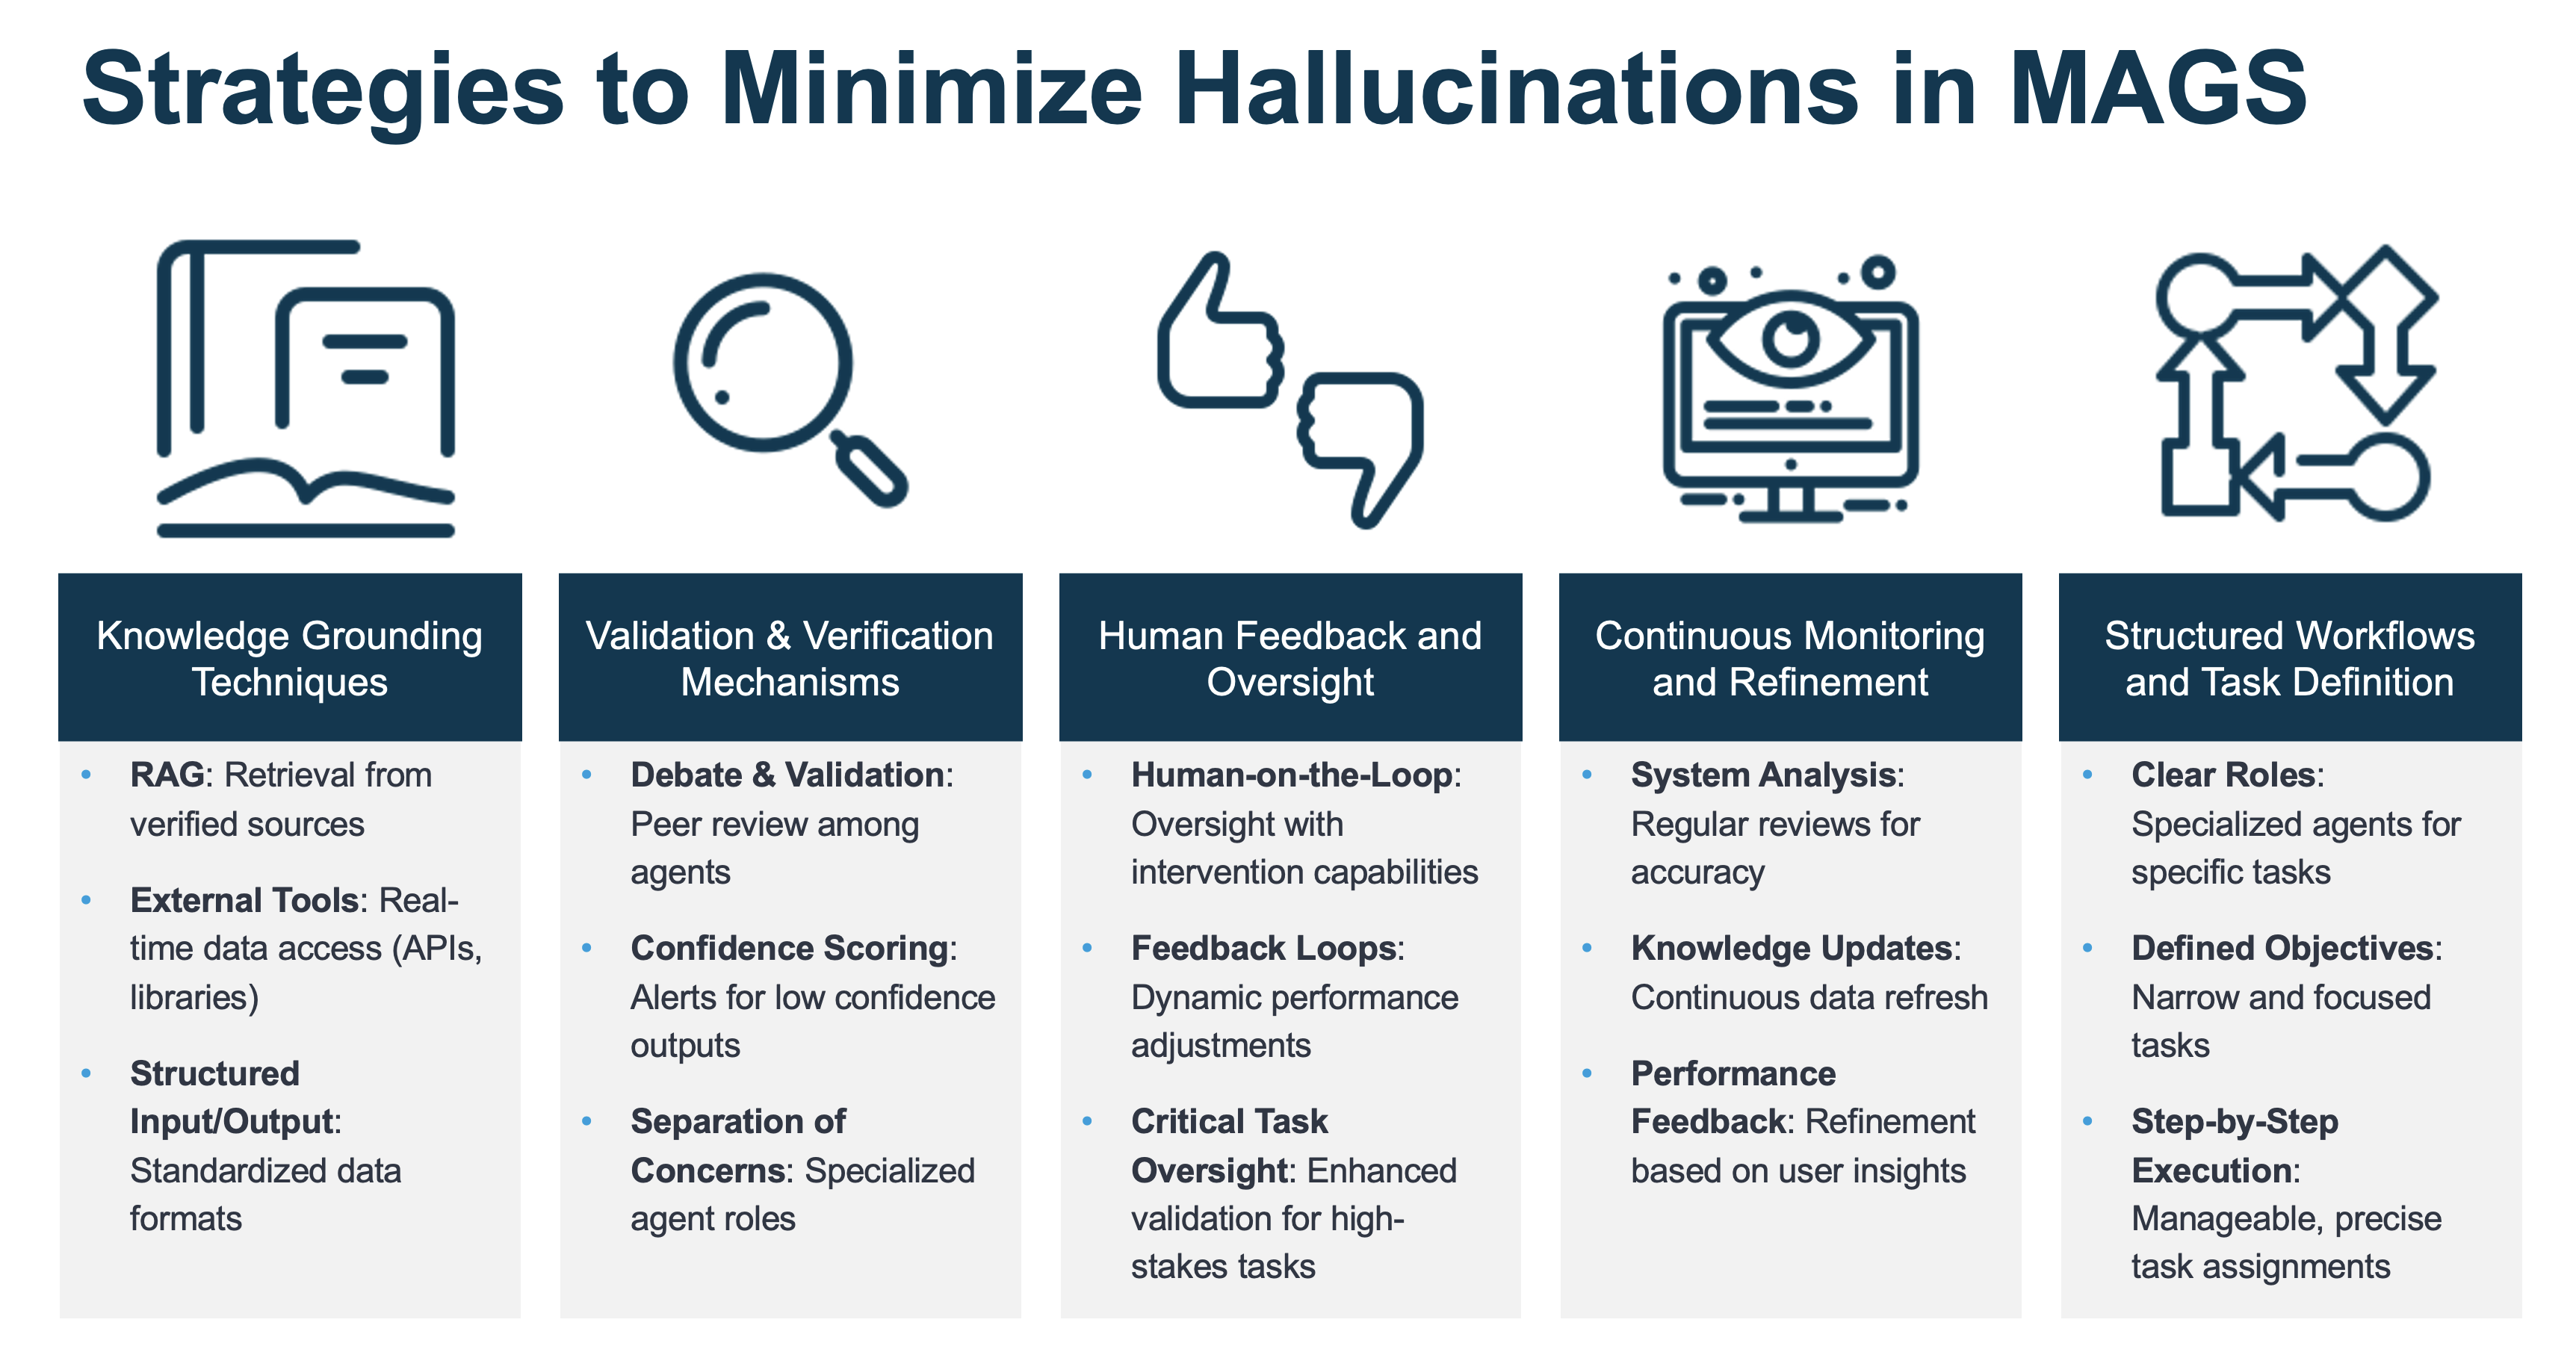 Strategies to Minimize Hallucinations in MAGS
Knowledge Grounding
Techniques
• RAG: Retrieval from
verified sources
• External Tools: Real-
time data access (APIs,
libraries)
• Structured
Input/Output:
Standardized data
formats
Validation & Verification
Mechanisms
• Debate & Validation:
Peer review among
agents
• Confidence Scoring:
Alerts for low confidence
outputs
• Separation of
Concerns: Specialized
agent roles
Human Feedback and
Oversight
• Human-on-the-Loop:
Oversight with
intervention capabilities
• Feedback Loops:
Dynamic performance
adjustments
• Critical Task
Oversight: Enhanced
validation for high-
stakes tasks
Continuous Monitoring
and Refinement
• System Analysis:
Regular reviews for
accuracy
• Knowledge Updates:
Continuous data refresh
• Performance
Feedback: Refinement
based on user insights
Structured Workflows
and Task Definition
• Clear Roles:
Specialized agents for
specific tasks
• Defined Objectives:
Narrow and focused
tasks
• Step-by-Step
Execution:
Manageable, precise
task assignments